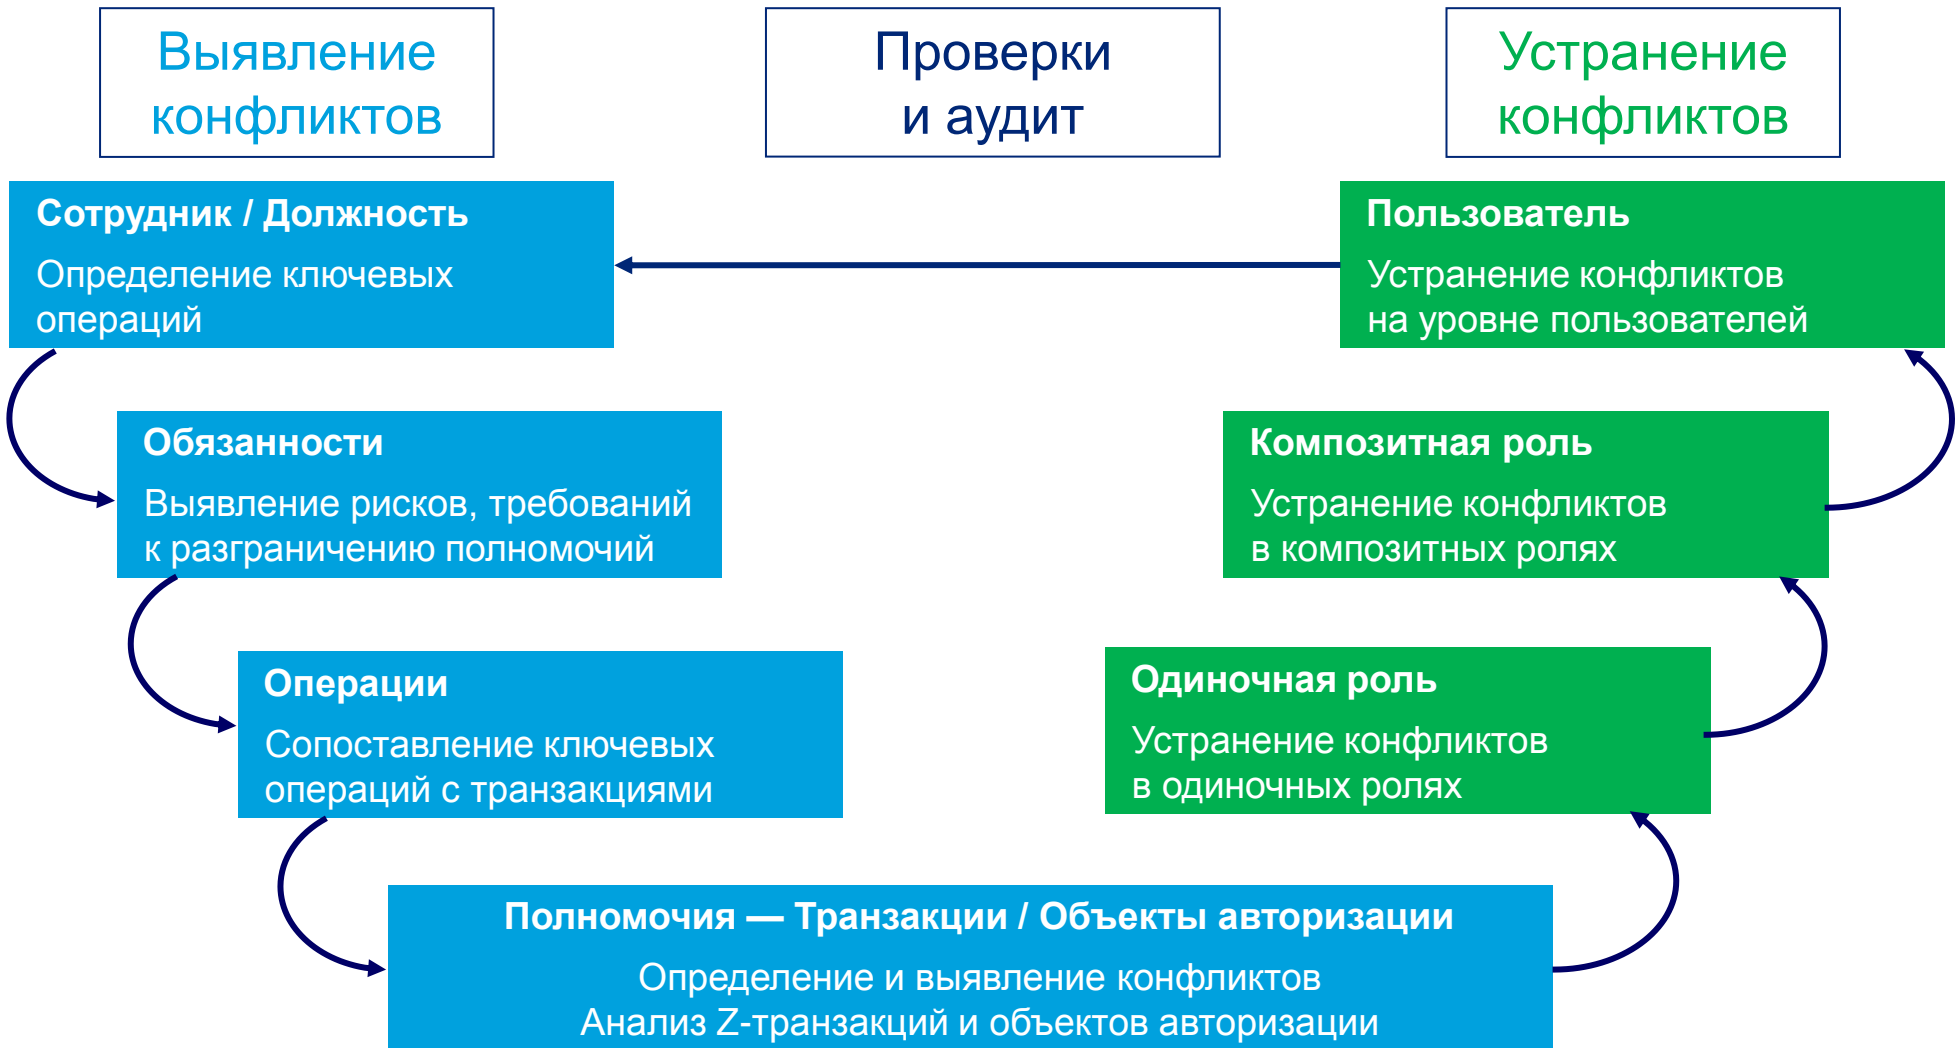 Выявление
конфликтов
Проверки
и аудит
Устранение
конфликтов
Сотрудник / Должность
Определение ключевых
операций
Пользователь
Устранение конфликтов
на уровне пользователей
Обязанности
Выявление рисков, требований
к разграничению полномочий
Композитная роль
Устранение конфликтов
в композитных ролях
Операции
Сопоставление ключевых
операций с транзакциями
Одиночная роль
Устранение конфликтов
в одиночных ролях
Полномочия — Транзакции / Объекты авторизации
Определение и выявление конфликтов
Анализ Z-транзакций и объектов авторизации